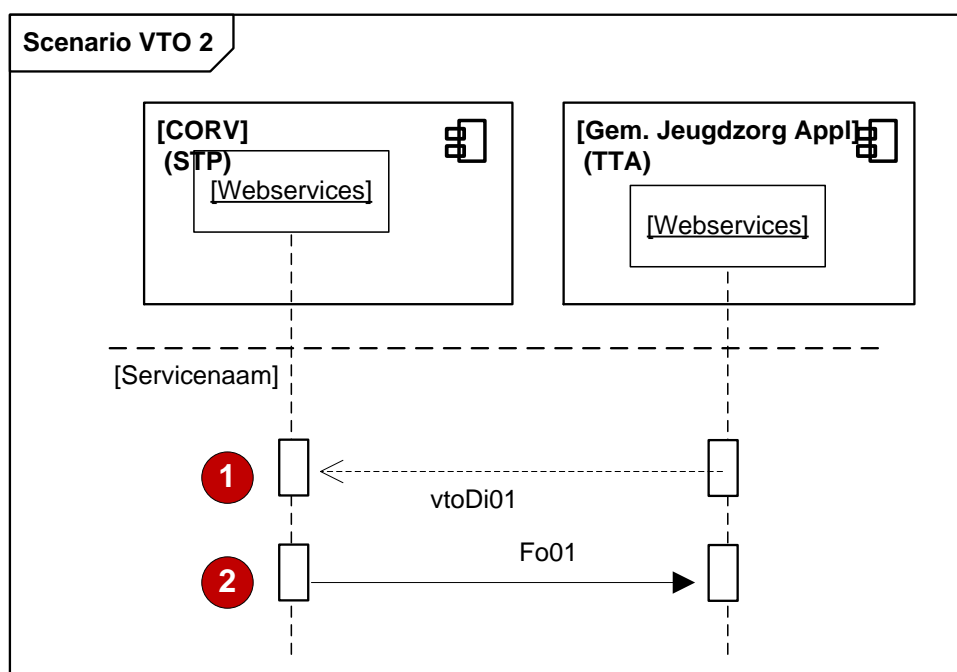 Scenario VTO 2
[CORV]
(STP)
[Webservices]
[Gem. Jeugdzorg Appl]
(TTA)
[Webservices]
[Servicenaam]
1
vtoDi01
2
Fo01